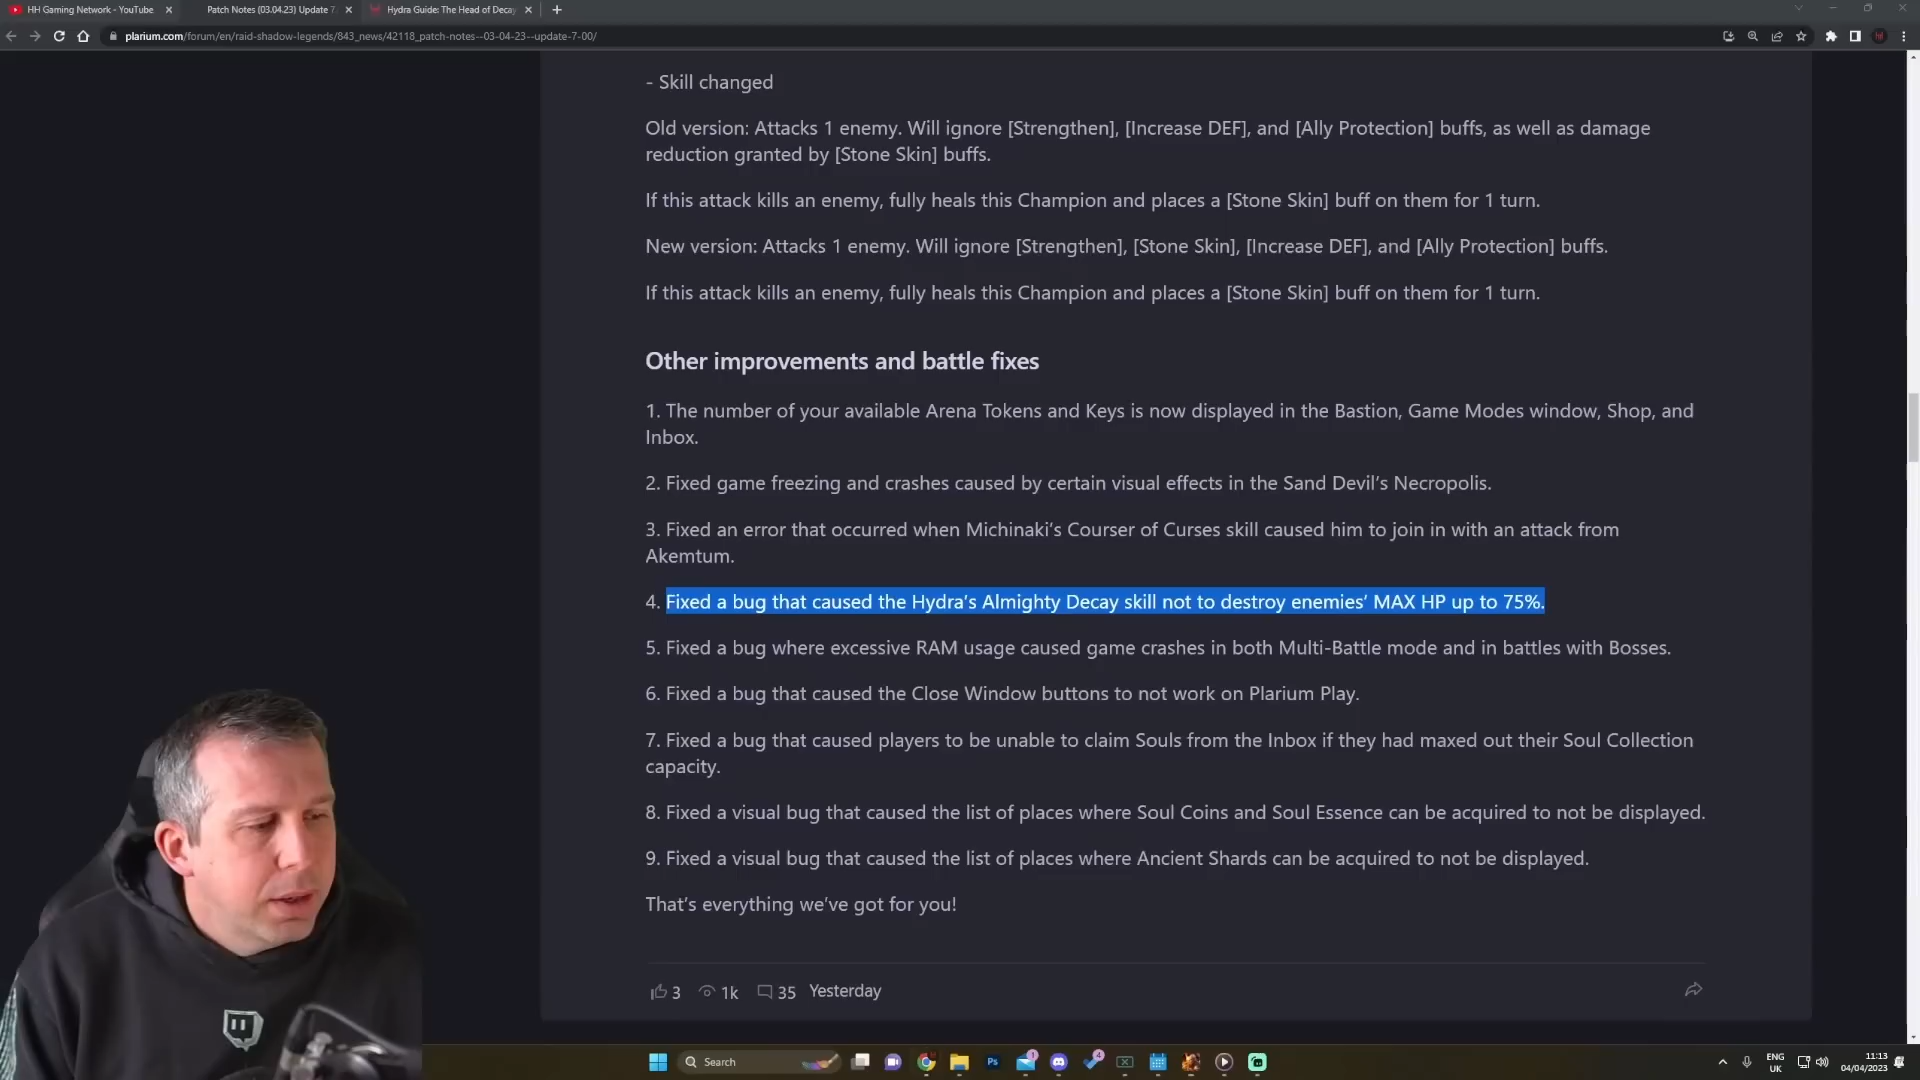 HH Gaming Network - YouTube
Patch Notes (03.04.23) Update 7.
Hydra Guide: The Head of Decay
plarium.com/forum/en/raid-shadow-legends/843_news/42118_patch-notes--03-04-23--update-7-00/
- Skill changed
Old version: Attacks 1 enemy. Will ignore [Strengthen], [Increase DEF], and [Ally Protection] buffs, as well as damage
reduction granted by [Stone Skin] buffs.
If this attack kills an enemy, fully heals this Champion and places a [Stone Skin] buff on them for 1 turn.
New version: Attacks 1 enemy. Will ignore [Strengthen], [Stone Skin], [Increase DEF], and [Ally Protection] buffs.
If this attack kills an enemy, fully heals this Champion and places a [Stone Skin] buff on them for 1 turn.
Other improvements and battle fixes
1. The number of your available Arena Tokens and Keys is now displayed in the Bastion, Game Modes window, Shop, and
Inbox.
2. Fixed game freezing and crashes caused by certain visual effects in the Sand Devil’s Necropolis.
3. Fixed an error that occurred when Michinaki’s Courser of Curses skill caused him to join in with an attack from
Akemtum.
4. Fixed a bug that caused the Hydra’s Almighty Decay skill not to destroy enemies’ MAX HP up to 75%.
5. Fixed a bug where excessive RAM usage caused game crashes in both Multi-Battle mode and in battles with Bosses.
6. Fixed a bug that caused the Close Window buttons to not work on Plarium Play.
7. Fixed a bug that caused players to be unable to claim Souls from the Inbox if they had maxed out their Soul Collection
capacity.
8. Fixed a visual bug that caused the list of places where Soul Coins and Soul Essence can be acquired to not be displayed.
9. Fixed a visual bug that caused the list of places where Ancient Shards can be acquired to not be displayed.
That’s everything we’ve got for you!
3 1k 35 Yesterday
Search
Ps
1
4
ENG
UK
11:13
04/04/2023